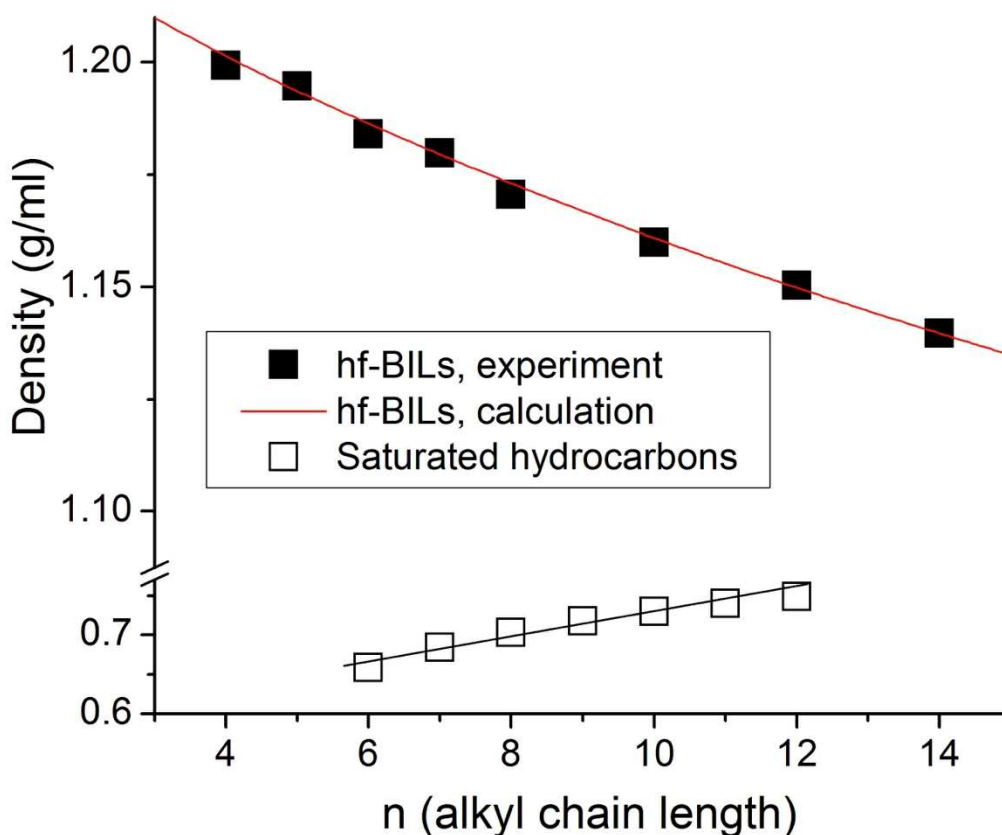 Density (g/ml)
1.20
1.15
1.10
0.7
0.6
hf-BILs, experiment
hf-BILs, calculation
Saturated hydrocarbons
4 6 8 10 12 14
n (alkyl chain length)